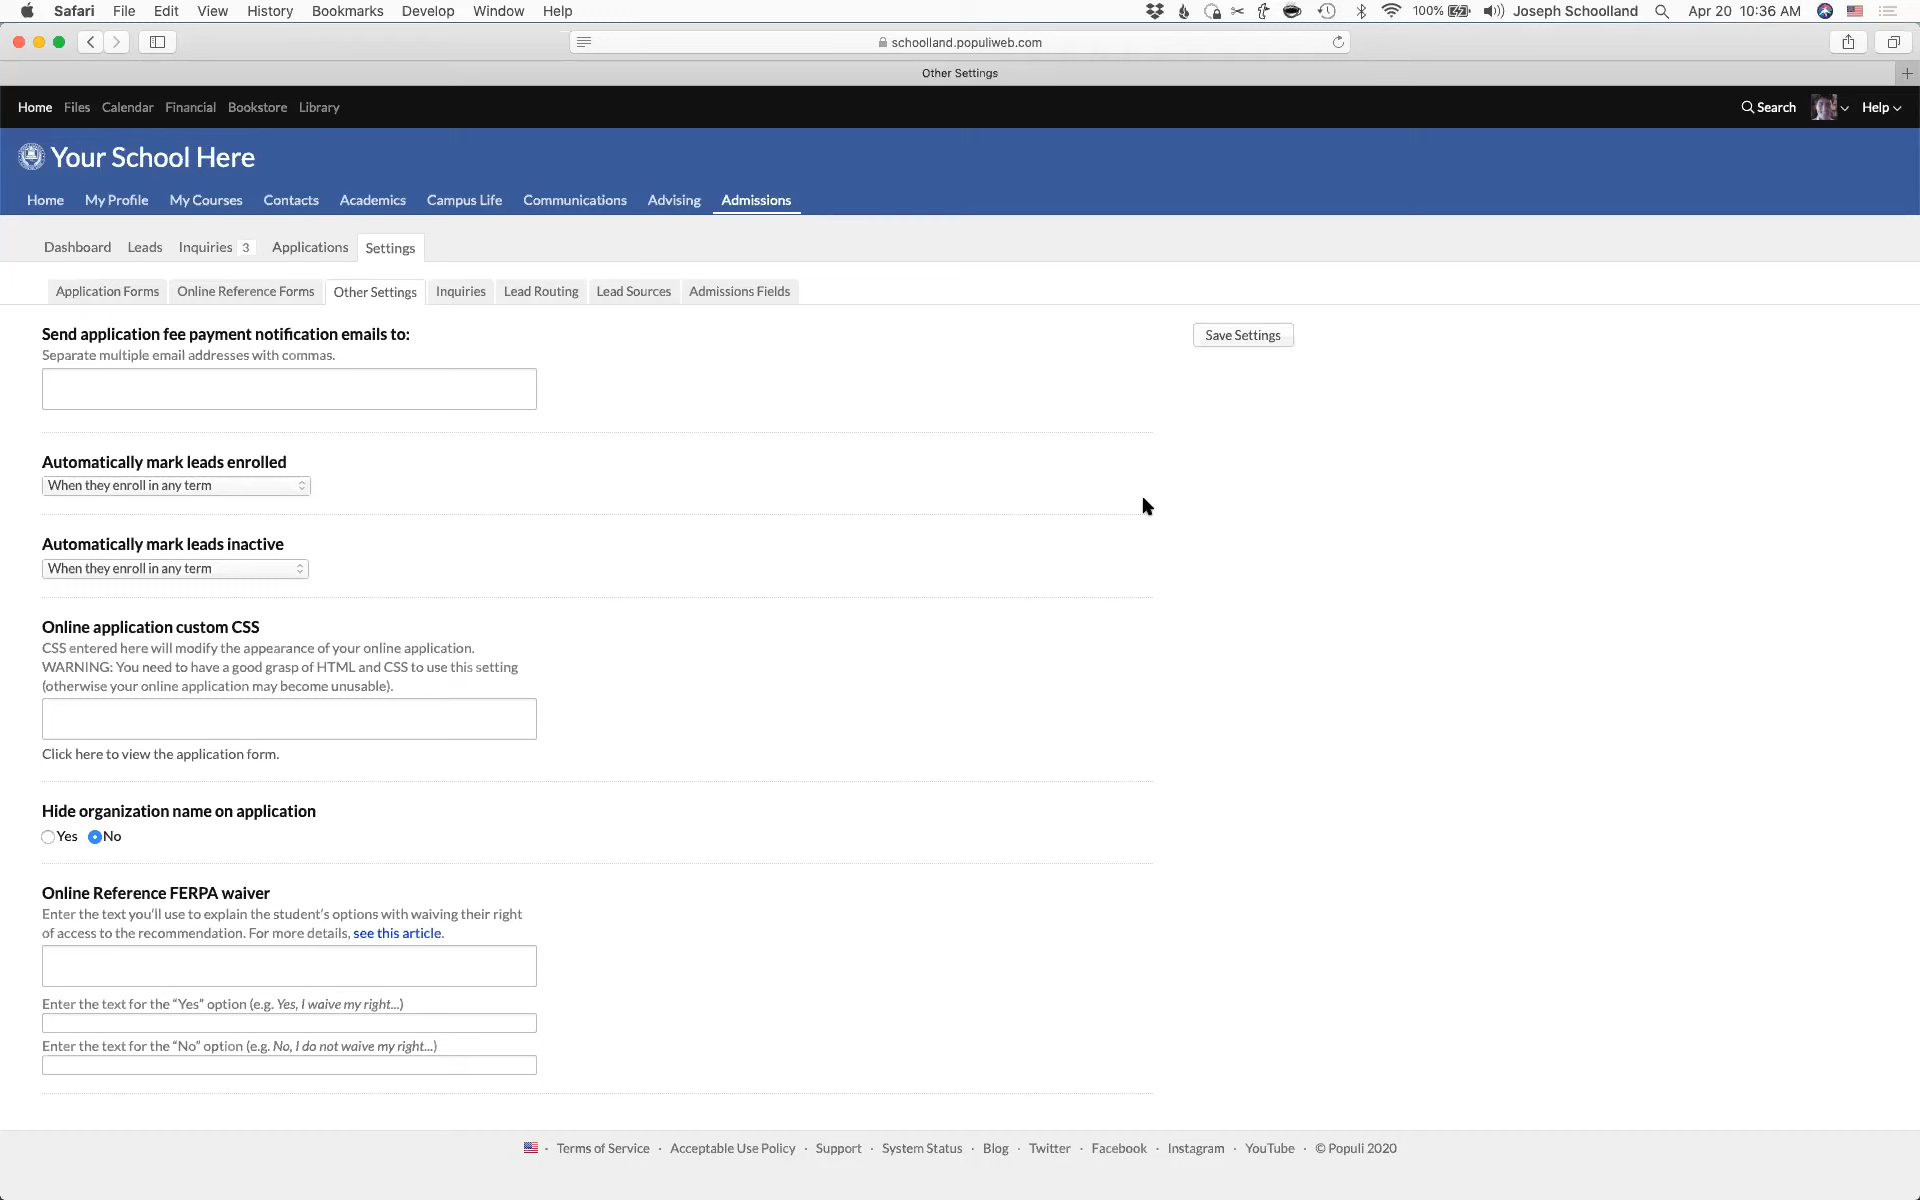 Safari File Edit View History Bookmarks Develop Window Help 100% Joseph Schoolland Apr 20 10:36 AM
schoolland.populiweb.com
Other Settings
Home Files Calendar Financial Bookstore Library Search Help
Your School Here
Home My Profile My Courses Contacts Academics Campus Life Communications Advising Admissions
Dashboard Leads Inquiries 3 Applications Settings
Application Forms Online Reference Forms Other Settings Inquiries Lead Routing Lead Sources Admissions Fields
Send application fee payment notification emails to: Save Settings
Separate multiple email addresses with commas.
Automatically mark leads enrolled
When they enroll in any term
Automatically mark leads inactive
When they enroll in any term
Online application custom CSS
CSS entered here will modify the appearance of your online application.
WARNING: You need to have a good grasp of HTML and CSS to use this setting
(otherwise your online application may become unusable).
Click here to view the application form.
Hide organization name on application
Yes No
Online Reference FERPA waiver
Enter the text you'll use to explain the student's options with waiving their right
of access to the recommendation. For more details, see this article.
Enter the text for the “Yes” option (e.g. Yes, I waive my right...)
Enter the text for the “No” option (e.g. No, I do not waive my right...)
· Terms of Service · Acceptable Use Policy · Support · System Status · Blog · Twitter · Facebook · Instagram · YouTube · © Populi 2020